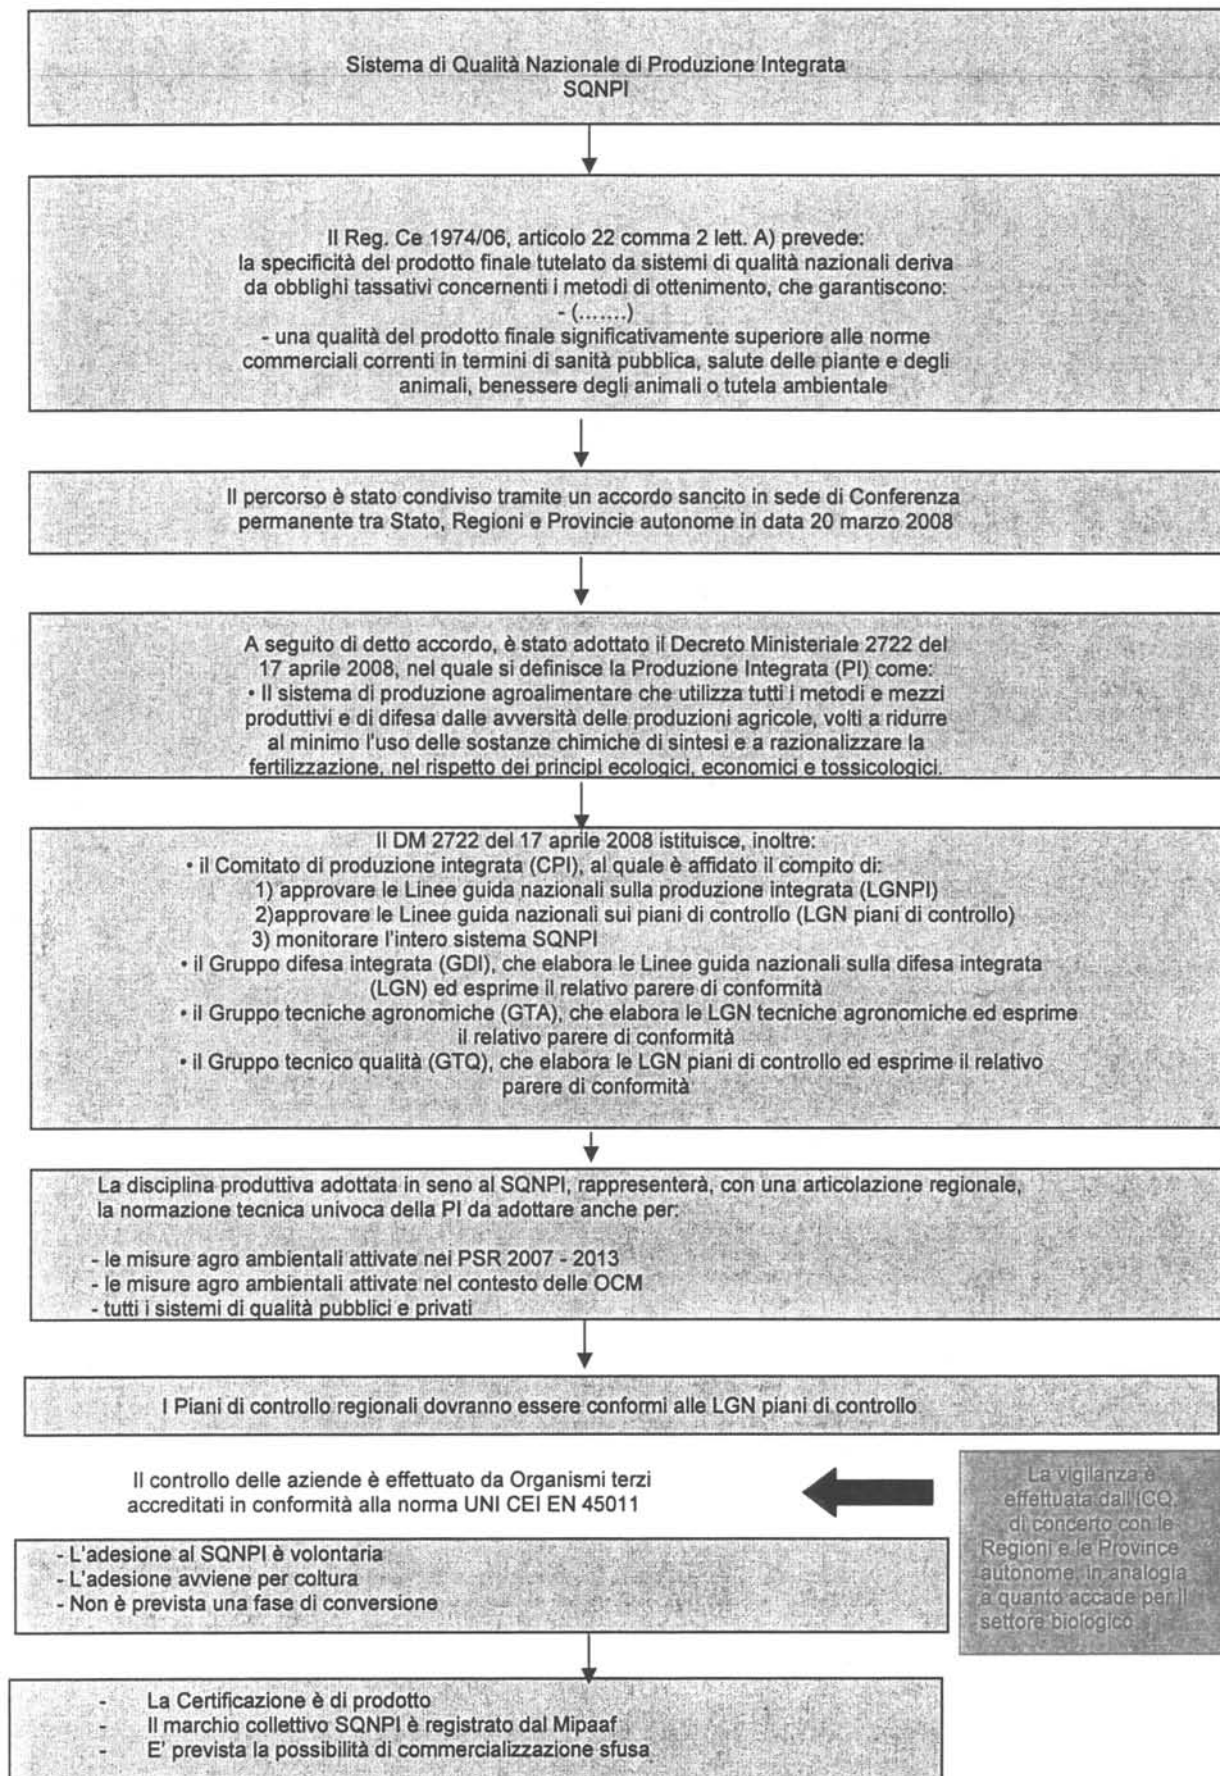 Sistema di Qualità Nazionale di Produzione Integrata
SQNPI
Il Reg. Ce 1974/06, articolo 22 comma 2 lett. A) prevede:
la specificità del prodotto finale tutelato da sistemi di qualità nazionali deriva
da obblighi tassativi concernenti i metodi di ottenimento, che garantiscono:
- (.......)
- una qualità del prodotto finale significativamente superiore alle norme
commerciali correnti in termini di sanità pubblica, salute delle piante e degli
animali, benessere degli animali o tutela ambientale
Il percorso è stato condiviso tramite un accordo sancito in sede di Conferenza
permanente tra Stato, Regioni e Provincie autonome in data 20 marzo 2008
A seguito di detto accordo, è stato adottato il Decreto Ministeriale 2722 del
17 aprile 2008, nel quale si definisce la Produzione Integrata (PI) come:
• Il sistema di produzione agroalimentare che utilizza tutti i metodi e mezzi
produttivi e di difesa dalle avversità delle produzioni agricole, volti a ridurre
al minimo l'uso delle sostanze chimiche di sintesi e a razionalizzare la
fertilizzazione, nel rispetto dei principi ecologici, economici e tossicologici.
Il DM 2722 del 17 aprile 2008 istituisce, inoltre:
• il Comitato di produzione integrata (CPI), al quale è affidato il compito di:
1) approvare le Linee guida nazionali sulla produzione integrata (LGNPI)
2)approvare le Linee guida nazionali sui piani di controllo (LGN piani di controllo)
3) monitorare l'intero sistema SQNPI
• il Gruppo difesa integrata (GDI), che elabora le Linee guida nazionali sulla difesa integrata
(LGN) ed esprime il relativo parere di conformità
• il Gruppo tecniche agronomiche (GTA), che elabora le LGN tecniche agronomiche ed esprime
il relativo parere di conformità
• il Gruppo tecnico qualità (GTQ), che elabora le LGN piani di controllo ed esprime il relativo
parere di conformità
La disciplina produttiva adottata in seno al SQNPI, rappresenterà, con una articolazione regionale,
la normazione tecnica univoca della PI da adottare anche per:
- le misure agro ambientali attivate nei PSR 2007 - 2013
- le misure agro ambientali attivate nel contesto delle OCM
- tutti i sistemi di qualità pubblici e privati
I Piani di controllo regionali dovranno essere conformi alle LGN piani di controllo
Il controllo delle aziende è effettuato da Organismi terzi
accreditati in conformità alla norma UNI CEI EN 45011
La vigilanza è
effettuata dall'ICQ,
di concerto con le
Regioni e le Province
autonome, in analogia
a quanto accade per il
settore biologico
- L'adesione al SQNPI è volontaria
- L'adesione avviene per coltura
- Non è prevista una fase di conversione
- La Certificazione è di prodotto
- Il marchio collettivo SQNPI è registrato dal Mipaaf
- E' prevista la possibilità di commercializzazione sfusa